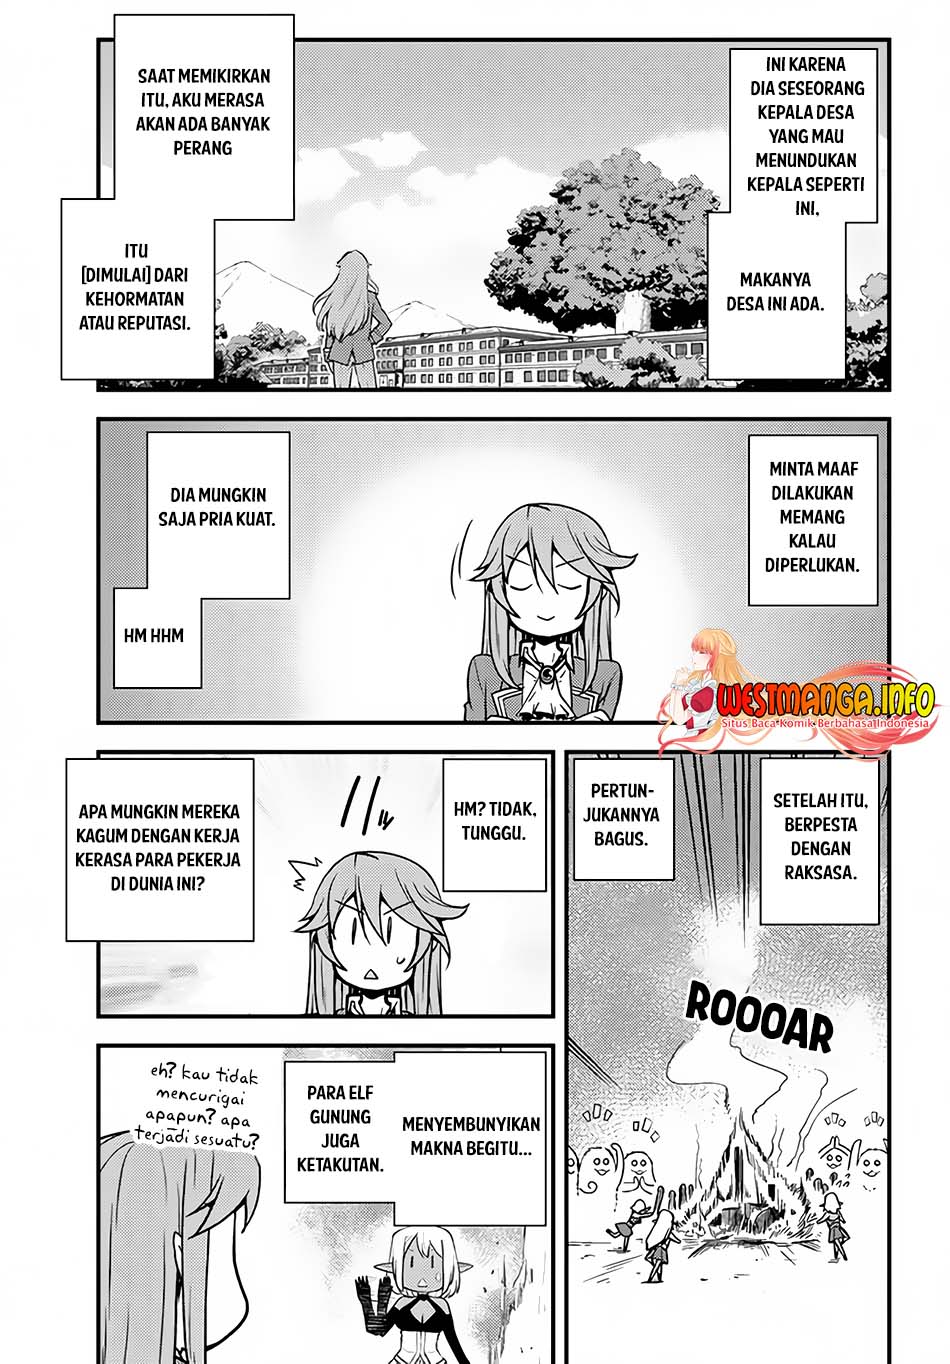 INI KARENA
DIA SESEORANG
KEPALA DESA
YANG MAU
MENUNDUKAN
KEPALA SEPERTI
INI,
MAKANYA
DESA INI ADA.
SAAT MEMIKIRKAN
ITU, AKU MERASA
AKAN ADA BANYAK
PERANG
ITU
[DIMULAI] DARI
KEHORMATAN
ATAU REPUTASI.
MINTA MAAF
DILAKUKAN
MEMANG
KALAU
DIPERLUKAN.
DIA MUNGKIN
SAJA PRIA KUAT.
HM HHM
WESTMANGA.INFO
Situs Baca Komik Berbahasa Indonesia
SETELAH ITU,
BERPESTA
DENGAN
RAKSASA.
PERTUN-
JUKANNYA
BAGUS.
ROOOAR
HM? TIDAK,
TUNGGU.
APA MUNGKIN MEREKA
KAGUM DENGAN KERJA
KERASA PARA PEKERJA
DI DUNIA INI?
MENYEMBUNYIKAN
MAKNA BEGITU...
PARA ELF
GUNUNG
JUGA
KETAKUTAN.
eh? kau tidak
mencurigai
apapun? apa
terjadi sesuatu?